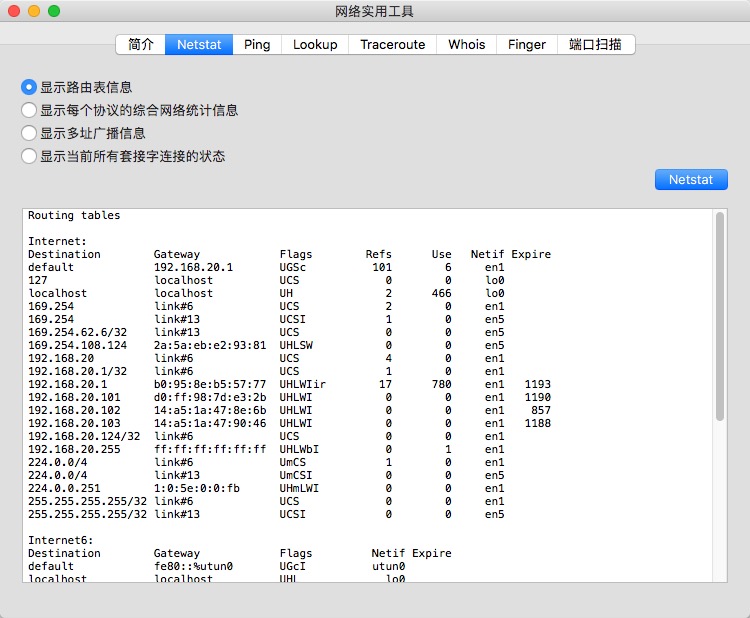 网络实用工具
简介 Netstat Ping Lookup Traceroute Whois Finger 端口扫描
显示路由表信息
显示每个协议的综合网络统计信息
显示多址广播信息
显示当前所有套接字连接的状态
Netstat
Routing tables
Internet:
Destination Gateway Flags Refs Use Netif Expire
default 192.168.20.1 UGSc 101 6 en1
127 localhost UCS 0 0 lo0
localhost localhost UH 2 466 lo0
169.254 link#6 UCS 2 0 en1
169.254 link#13 UCSI 1 0 en5
169.254.62.6/32 link#13 UCS 0 0 en5
169.254.108.124 2a:5a:eb:e2:93:81 UHLSW 0 0 en5
192.168.20 link#6 UCS 4 0 en1
192.168.20.1/32 link#6 UCS 1 0 en1
192.168.20.1 b0:95:8e:b5:57:77 UHLWIir 17 780 en1 1193
192.168.20.101 d0:ff:98:7d:e3:2b UHLWI 0 0 en1 1190
192.168.20.102 14:a5:1a:47:8e:6b UHLWI 0 0 en1 857
192.168.20.103 14:a5:1a:47:90:46 UHLWI 0 0 en1 1188
192.168.20.124/32 link#6 UCS 0 0 en1
192.168.20.255 ff:ff:ff:ff:ff:ff UHLWbI 0 1 en1
224.0.0/4 link#6 UmCS 1 0 en1
224.0.0/4 link#13 UmCSI 0 0 en5
224.0.0.251 1:0:5e:0:0:fb UHmLWI 0 0 en1
255.255.255.255/32 link#6 UCS 0 0 en1
255.255.255.255/32 link#13 UCSI 0 0 en5
Internet6:
Destination Gateway Flags Netif Expire
default fe80::%utun0 UGcI utun0
localhost localhost UHL lo0